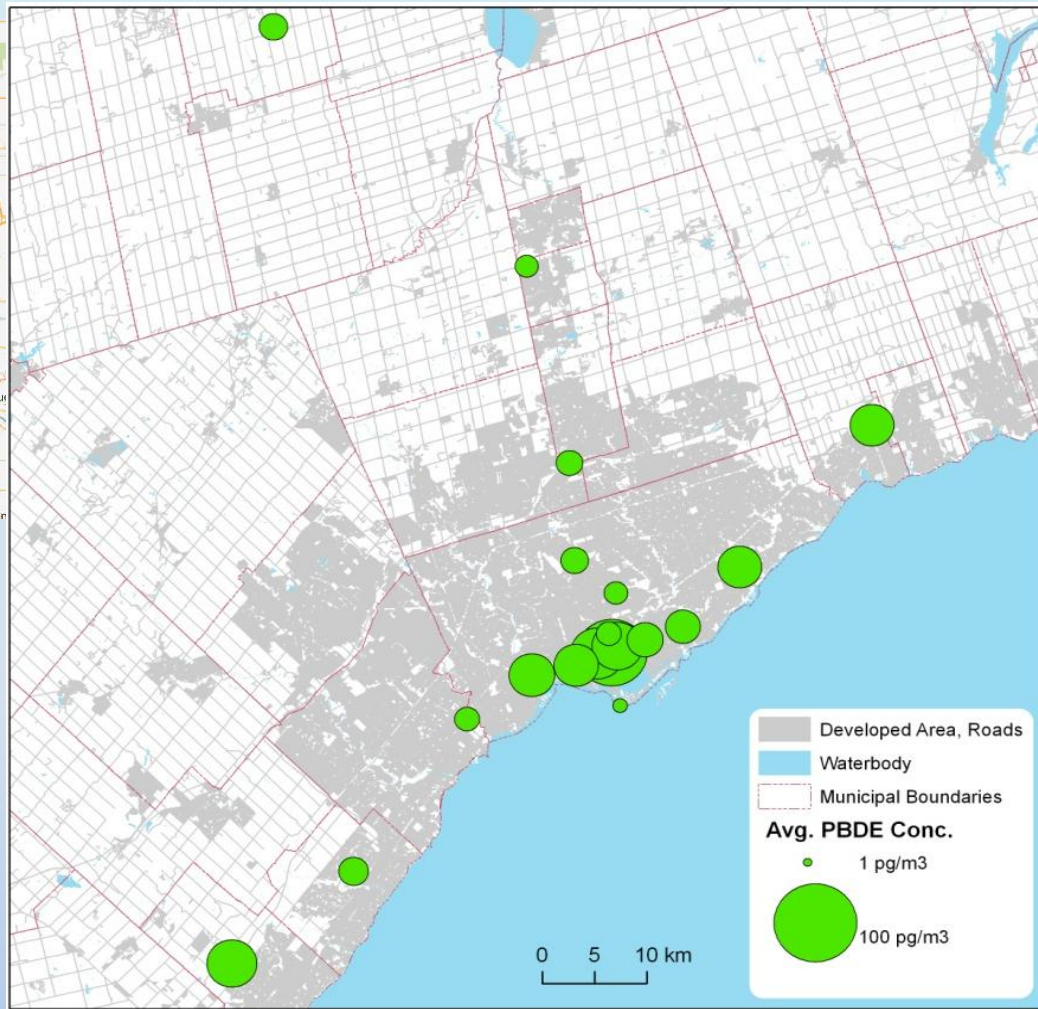 Developed Area, Roads
Waterbody
Municipal Boundaries
Avg. PBDE Conc.
1 pg/m3
100 pg/m3
0 5 10 km